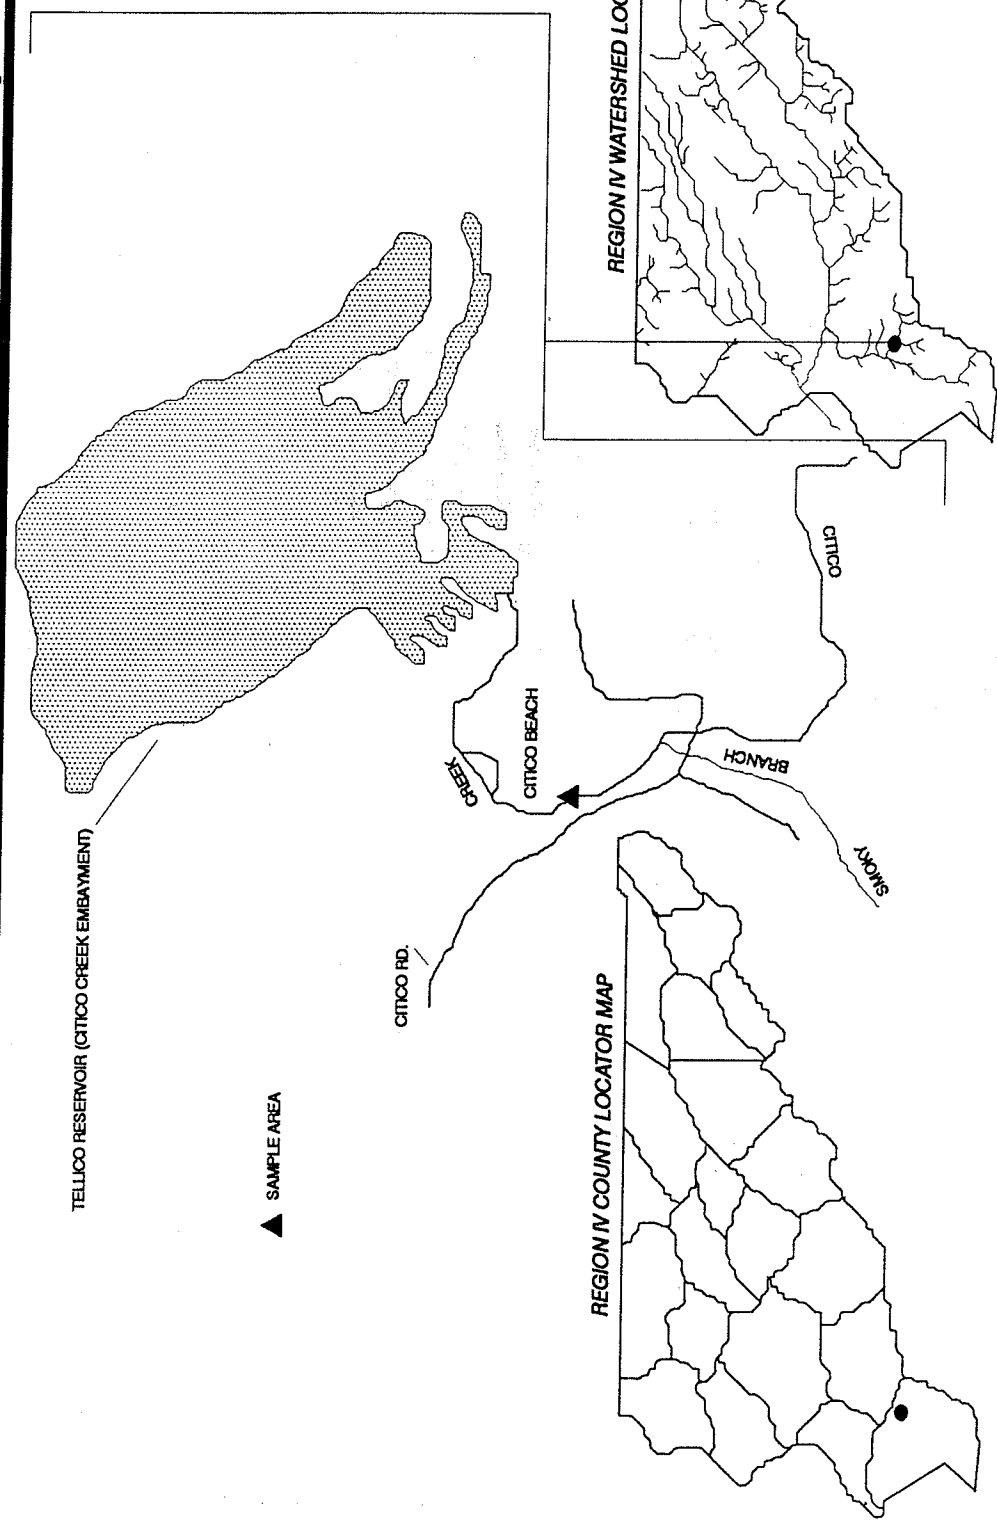 TELLICO RESERVOIR (CITICO CREEK EMBAYMENT)
SAMPLE AREA
CITICO RD.
CREEK
CITICO BEACH
CITICO
BRANCH
SMOKY
REGION IV COUNTY LOCATOR MAP
REGION IV WATERSHED LOC